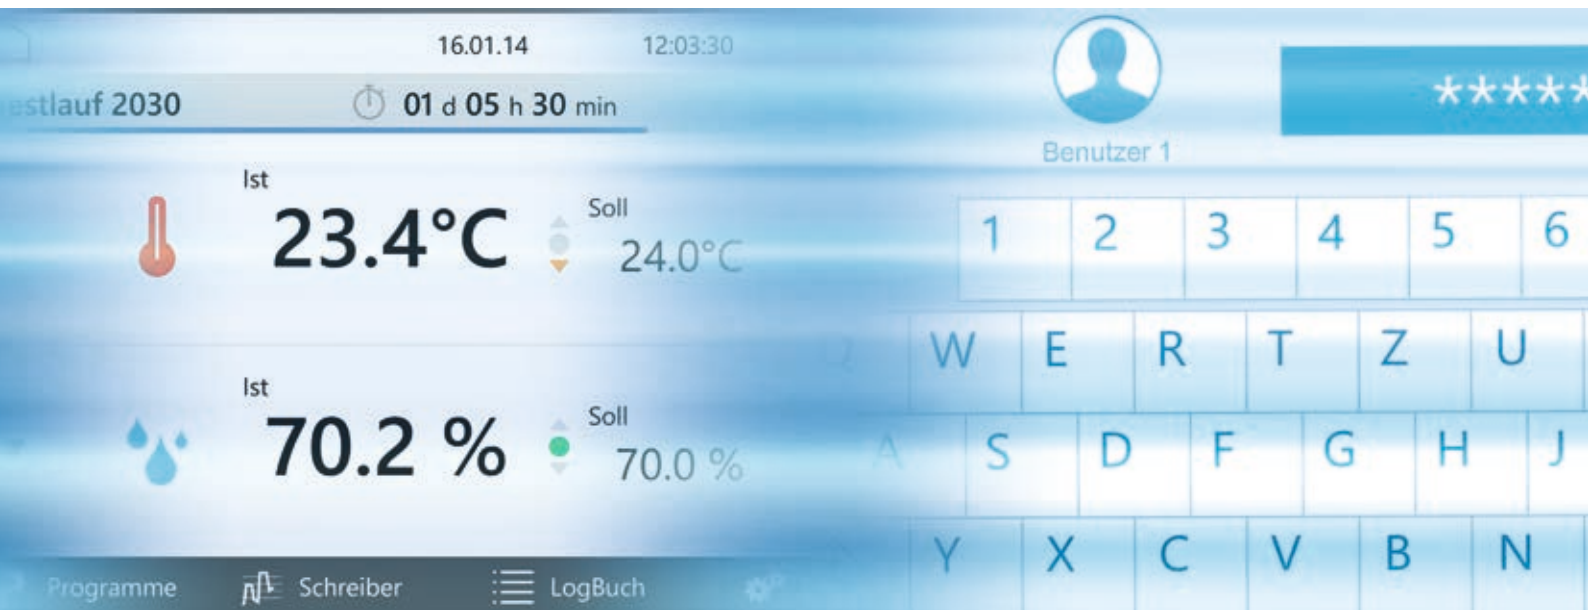 16.01.14 12:03:30
estlauf 2030 01 d 05 h 30 min
Ist
23.4°C
Soll
24.0°C
Ist
70.2 %
Soll
70.0 %
Programme Schreiber LogBuch
*****
Benutzer 1
1 2 3 4 5 6
W E R T Z U
A S D F G H J
Y X C V B N